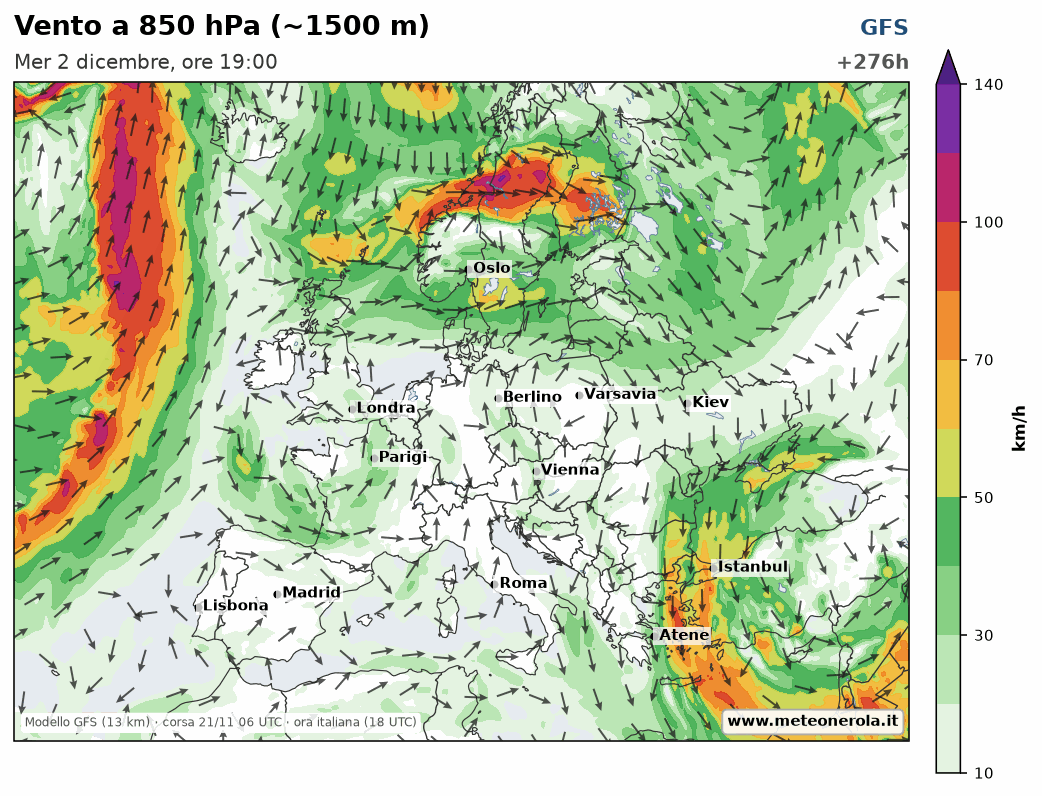 Vento a 850 hPa (~1500 m)
GFS
Mer 2 dicembre, ore 19:00
+276h
140
100
70
50
30
10
km/h
Oslo
Berlino
Varsavia
Kiev
Londra
Parigi
Vienna
Istanbul
Roma
Madrid
Lisbona
Atene
Modello GFS (13 km) · corsa 21/11 06 UTC · ora italiana (18 UTC)
www.meteonerola.it